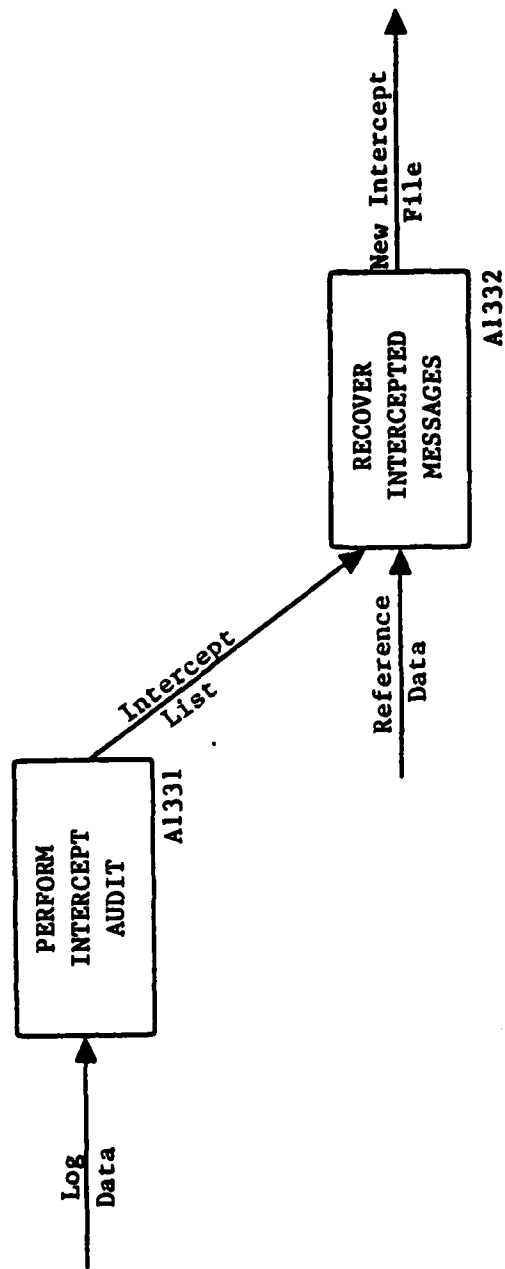 Log
Data
PERFORM
INTERCEPT
AUDIT
A1331
Intercept
List
Reference
Data
RECOVER
INTERCEPTED
MESSAGES
A1332
New Intercept
File